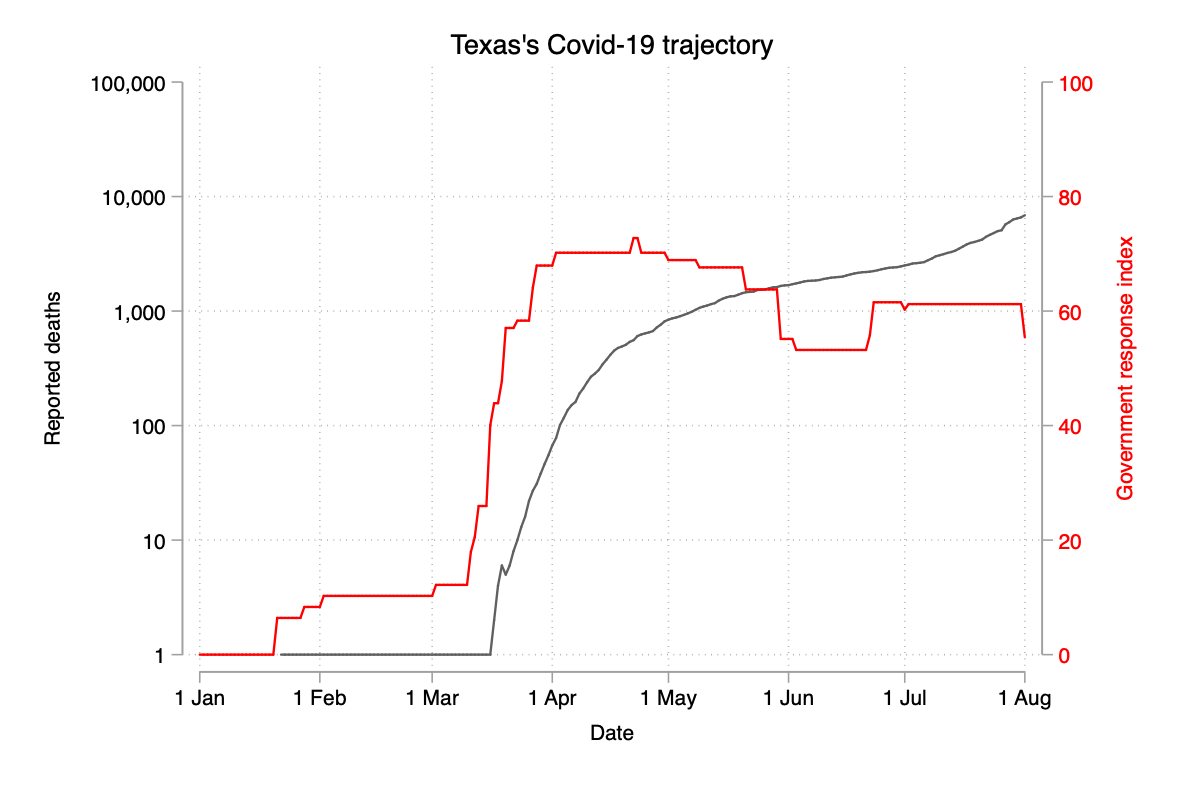 Texas's Covid-19 trajectory
100,000
10,000
1,000
100
10
1
Reported deaths
100
80
60
40
20
0
Government response index
1 Jan
1 Feb
1 Mar
1 Apr
1 May
1 Jun
1 Jul
1 Aug
Date